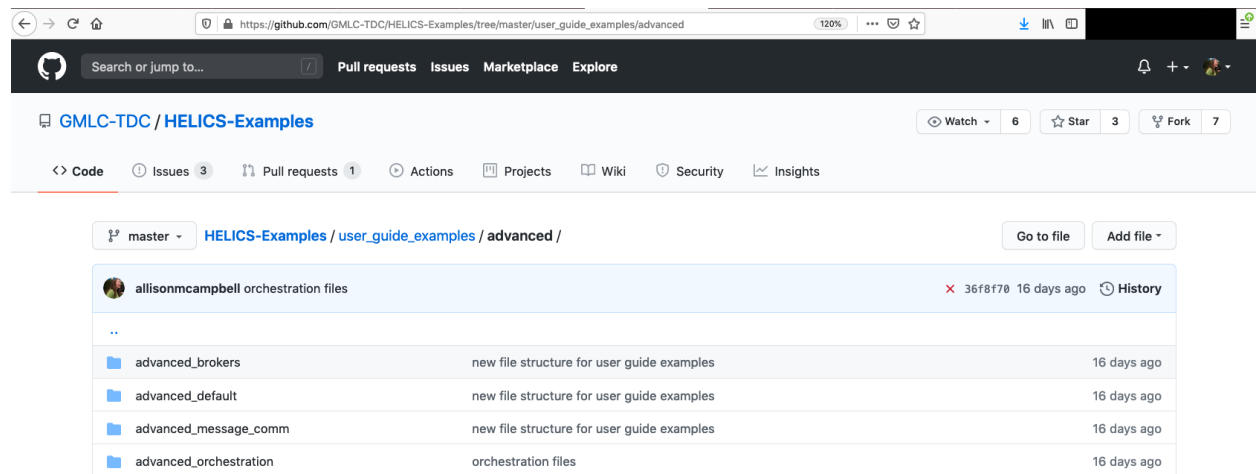 https://github.com/GMLC-TDC/HELICS-Examples/tree/master/user_guide_examples/advanced 120%
Search or jump to... / Pull requests Issues Marketplace Explore
GMLC-TDC / HELICS-Examples Watch 6 Star 3 Fork 7
Code Issues 3 Pull requests 1 Actions Projects Wiki Security Insights
master HELICS-Examples / user_guide_examples / advanced / Go to file Add file
allisonmcampbell orchestration files 36f8f70 16 days ago History
..
advanced_brokers new file structure for user guide examples 16 days ago
advanced_default new file structure for user guide examples 16 days ago
advanced_message_comm new file structure for user guide examples 16 days ago
advanced_orchestration orchestration files 16 days ago